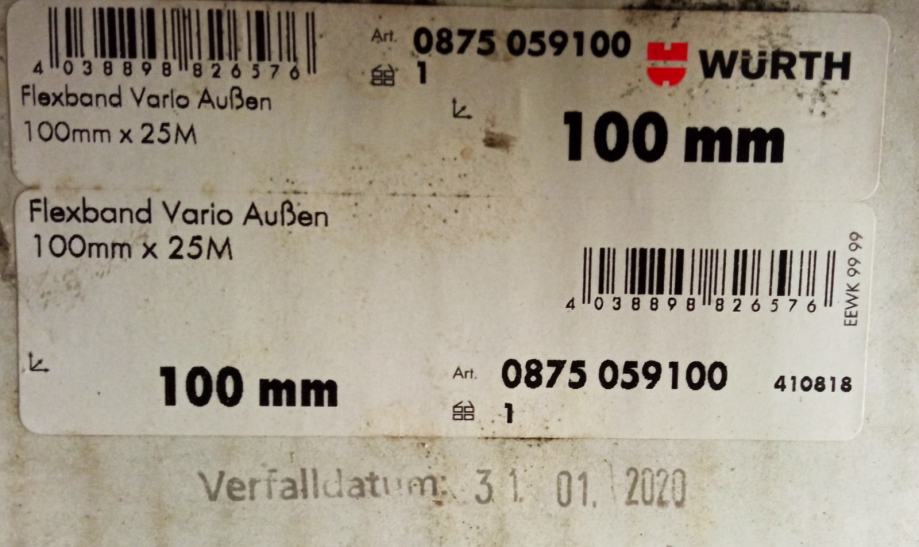 4 038898 826576
Flexband Vario Außen
100mm x 25M
Art. 0875 059100
1
WÜRTH
100 mm
Flexband Vario Außen
100mm x 25M
4 038898 826576
EEWK 99 99
100 mm
Art. 0875 059100
1
410818
Verfalldatum: 31. 01. 2020